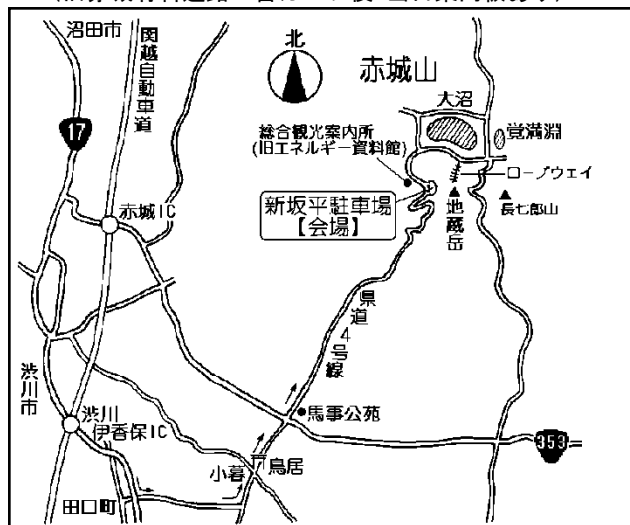 沼田市
関越自動車道
北
赤城山
17
大沼
覚満淵
総合観光案内所
(旧エネルギー資料館)
ロープウェイ
新坂平駐車場
【会場】
地蔵岳
長七郎山
赤城IC
県道4号線
渋川市
馬事公苑
渋川
伊香保IC
353
小暮
鳥居
田口町